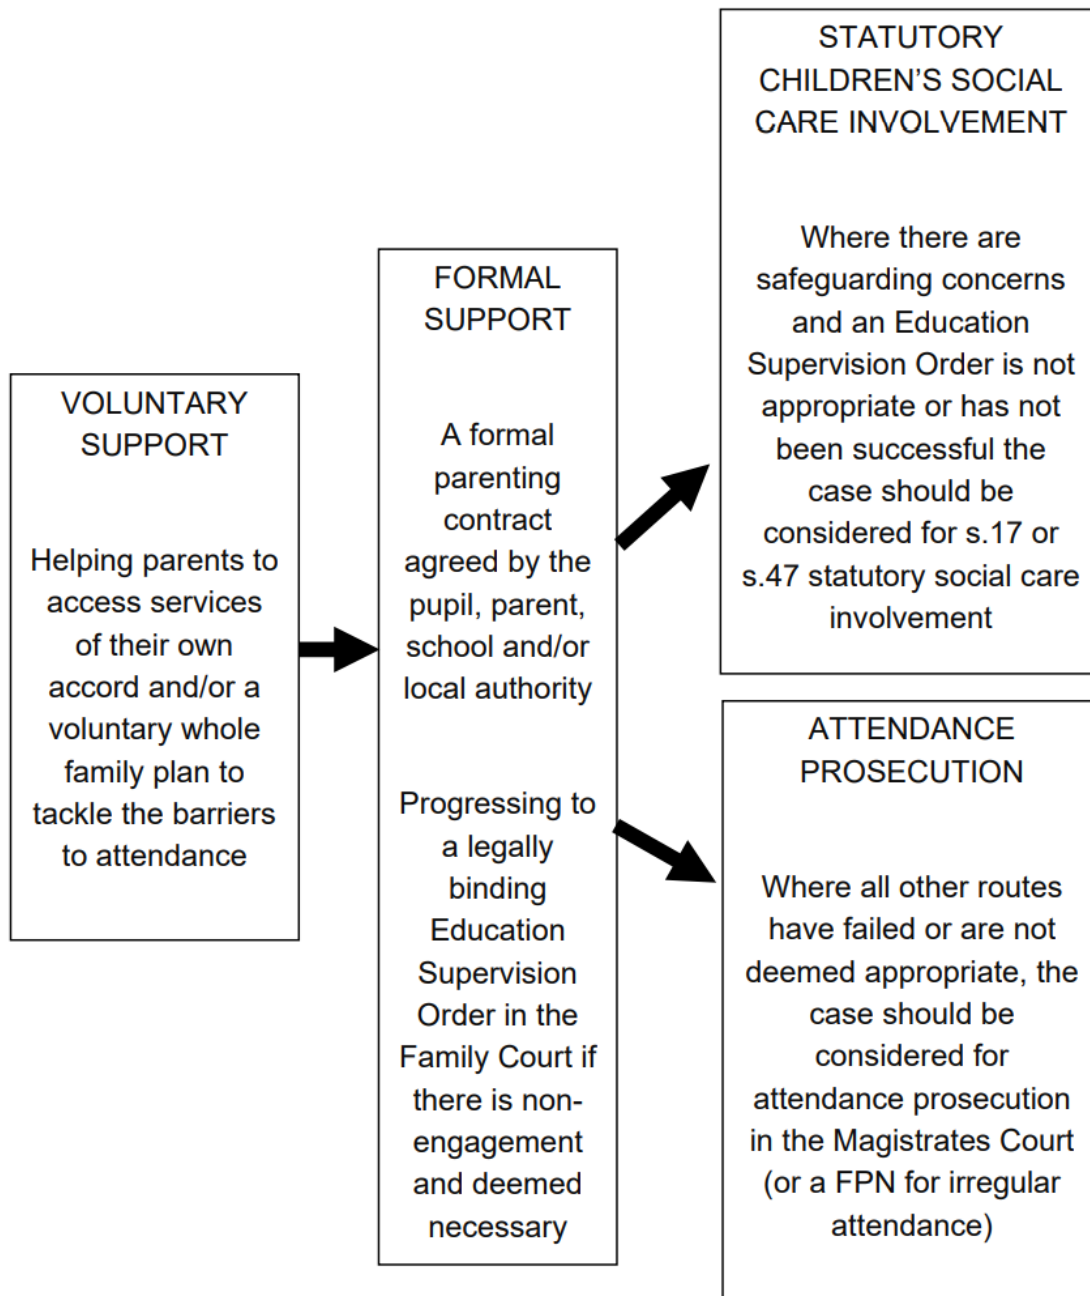 VOLUNTARY
SUPPORT
Helping parents to
access services
of their own
accord and/or a
voluntary whole
family plan to
tackle the barriers
to attendance
FORMAL
SUPPORT
A formal
parenting
contract
agreed by the
pupil, parent,
school and/or
local authority
Progressing to
a legally
binding
Education
Supervision
Order in the
Family Court if
there is non-
engagement
and deemed
necessary
STATUTORY
CHILDREN’S SOCIAL
CARE INVOLVEMENT
Where there are
safeguarding concerns
and an Education
Supervision Order is not
appropriate or has not
been successful the
case should be
considered for s.17 or
s.47 statutory social care
involvement
ATTENDANCE
PROSECUTION
Where all other routes
have failed or are not
deemed appropriate, the
case should be
considered for
attendance prosecution
in the Magistrates Court
(or a FPN for irregular
attendance)